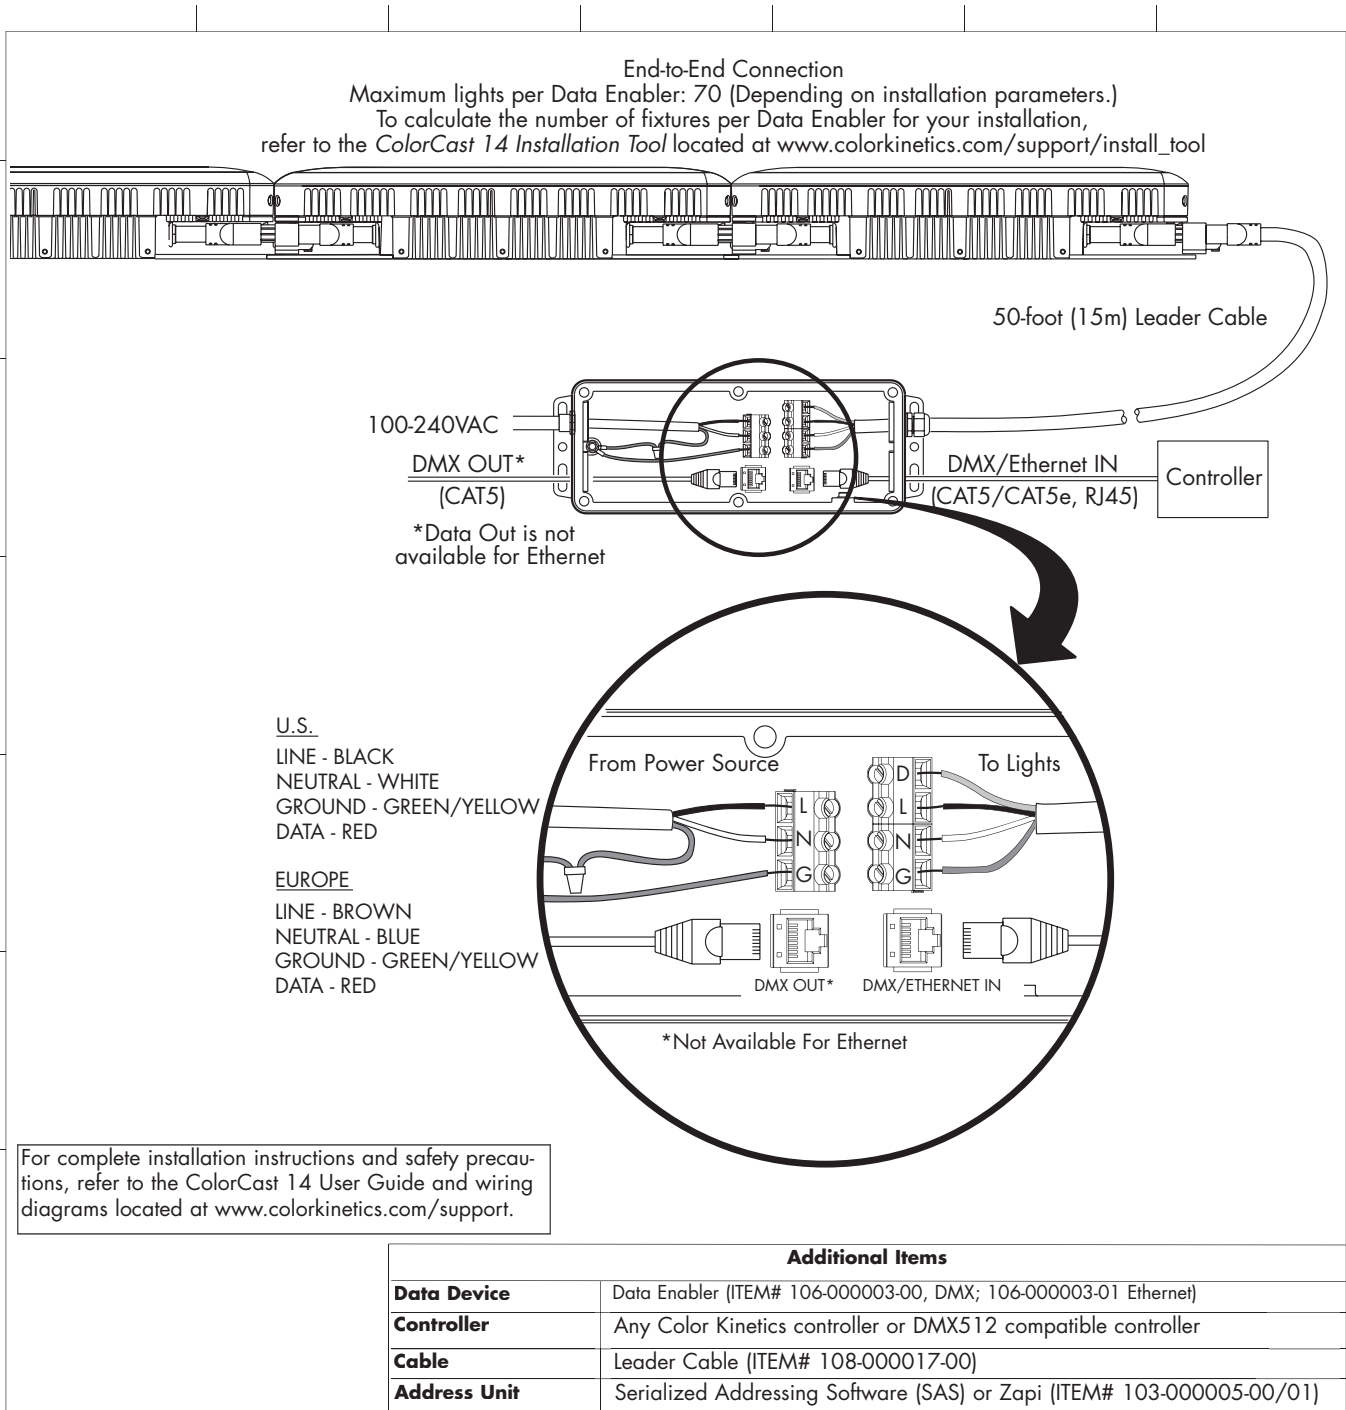 End-to-End Connection
Maximum lights per Data Enabler: 70 (Depending on installation parameters.)
To calculate the number of fixtures per Data Enabler for your installation,
refer to the ColorCast 14 Installation Tool located at www.colorkinetics.com/support/install_tool
50-foot (15m) Leader Cable
100-240VAC
DMX OUT*
(CAT5)
*Data Out is not
available for Ethernet
DMX/Ethernet IN
(CAT5/CAT5e, RJ45)
Controller
U.S.
LINE - BLACK
NEUTRAL - WHITE
GROUND - GREEN/YELLOW
DATA - RED
EUROPE
LINE - BROWN
NEUTRAL - BLUE
GROUND - GREEN/YELLOW
DATA - RED
From Power Source
To Lights
L
N
G
D
L
N
G
DMX OUT*
DMX/ETHERNET IN
*Not Available For Ethernet
For complete installation instructions and safety precau-
tions, refer to the ColorCast 14 User Guide and wiring
diagrams located at www.colorkinetics.com/support.
Additional Items
Data Device Data Enabler (ITEM# 106-000003-00, DMX; 106-000003-01 Ethernet)
Controller Any Color Kinetics controller or DMX512 compatible controller
Cable Leader Cable (ITEM# 108-000017-00)
Address Unit Serialized Addressing Software (SAS) or Zapi (ITEM# 103-000005-00/01)